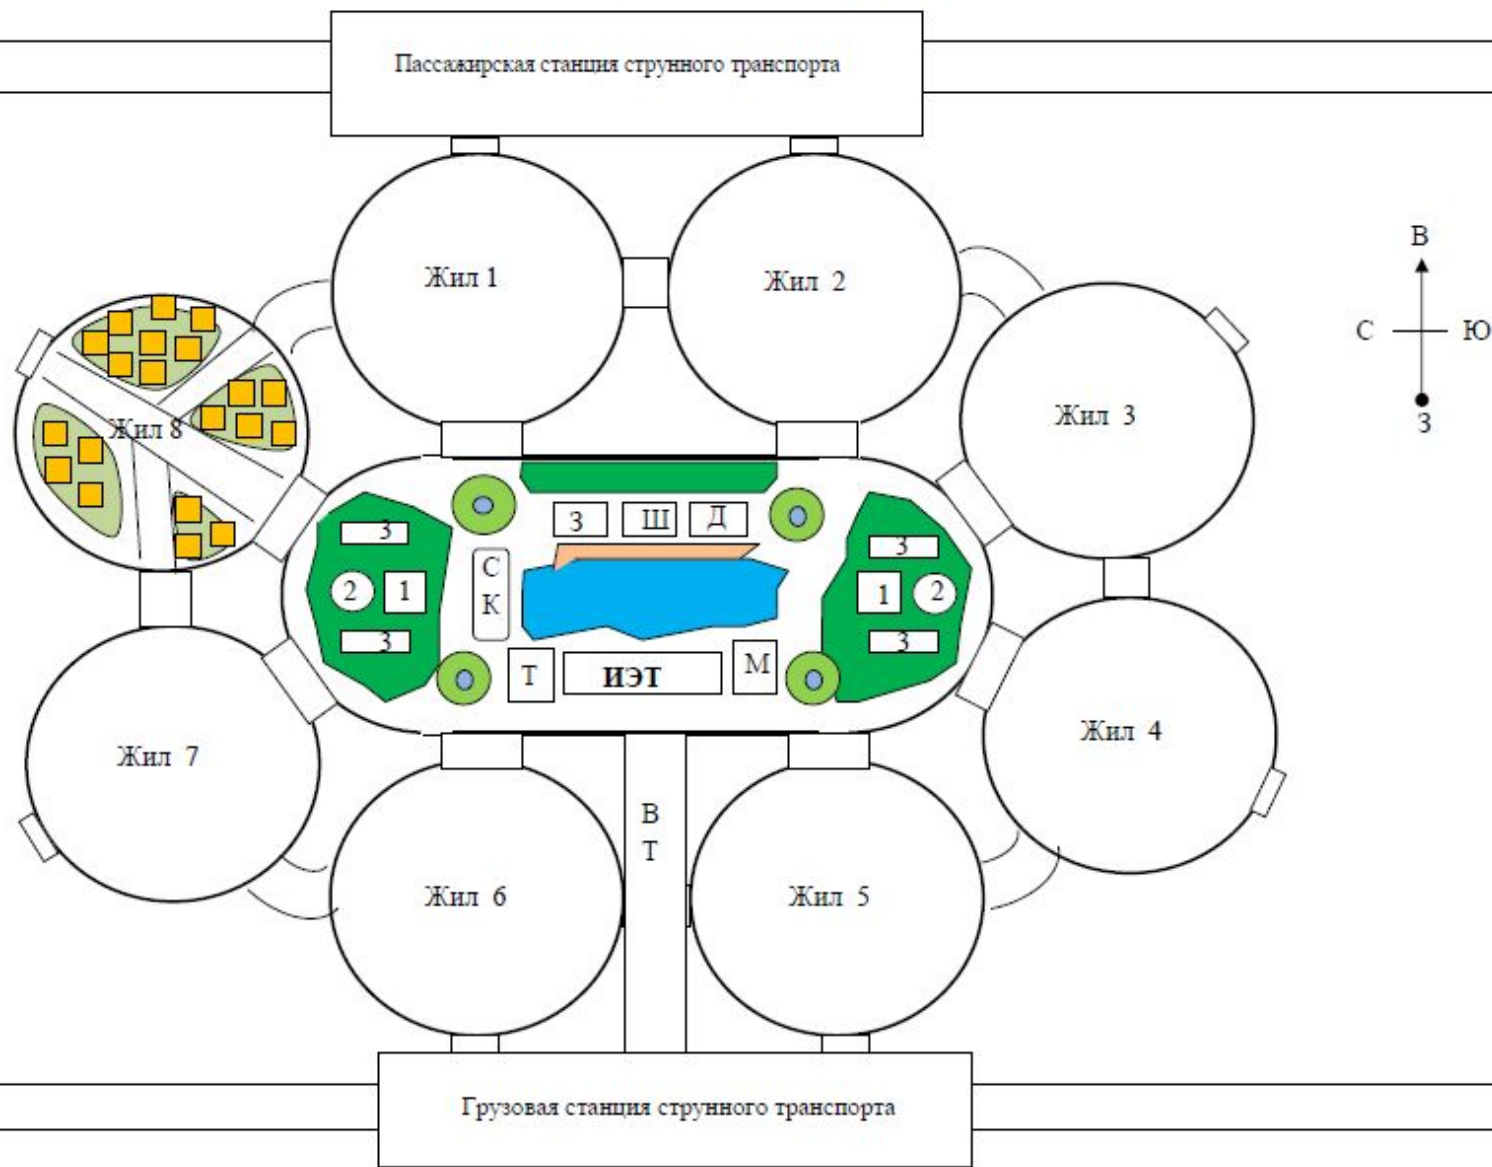 Пассажирская станция струнного транспорта
Жил 1
Жил 2
В
С
Ю
З
Жил 3
Жил 8
З
Ш
Д
3
3
С
К
2
1
1
2
3
3
Т
ИЭТ
М
Жил 7
Жил 4
В
Т
Жил 6
Жил 5
Грузовая станция струнного транспорта